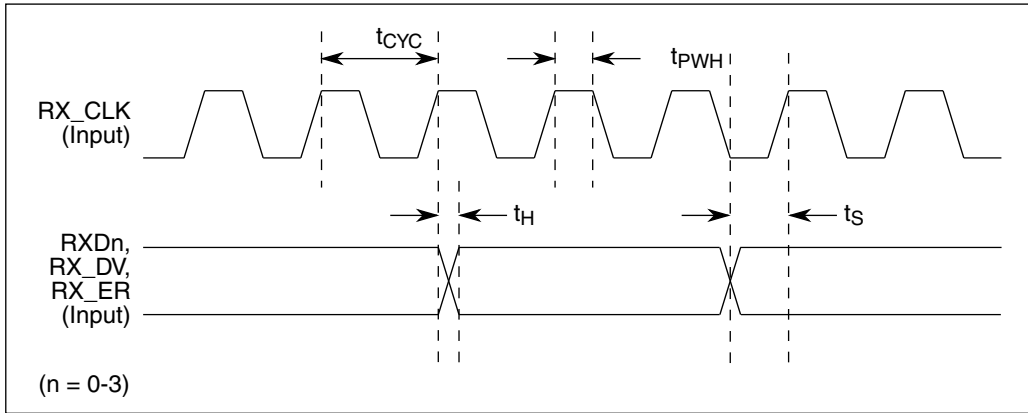 tCYC
tPWH
RX_CLK
(Input)
tH
tS
RXDn,
RX_DV,
RX_ER
(Input)
(n = 0-3)